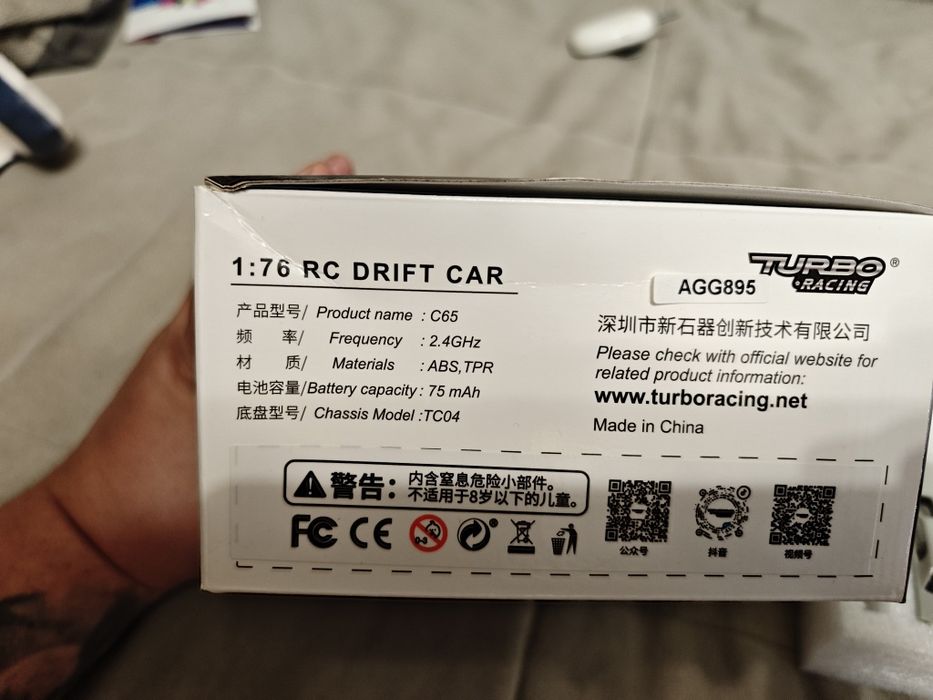 1:76 RC DRIFT CAR
产品型号/ Product name : C65
频 率/ Frequency : 2.4GHz
材 质/ Materials : ABS,TPR
电池容量/Battery capacity : 75 mAh
底盘型号/ Chassis Model :TC04
TURBO ®
RACING
AGG895
深圳市新石器创新技术有限公司
Please check with official website for
related product information:
www.turboracing.net
Made in China
警告：
内含窒息危险小部件。
不适用于8岁以下的儿童。
FC CE 0-3
公众号
抖音
视频号